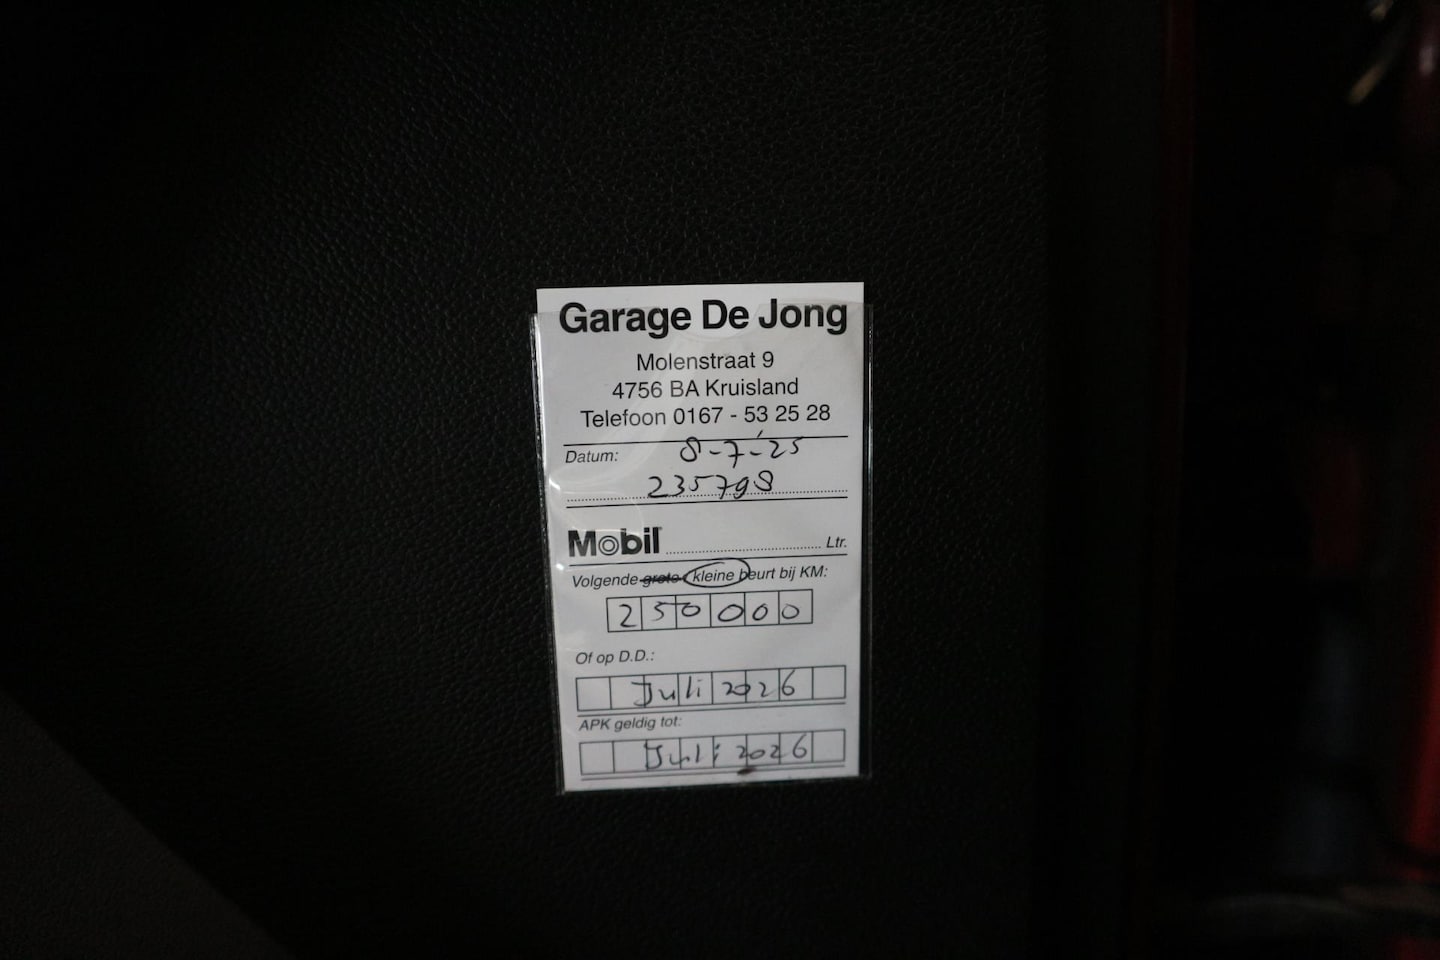 Garage De Jong
Molenstraat 9
4756 BA Kruisland
Telefoon 0167 - 53 25 28
Datum: 8-7-'25
235798
Mobil Ltr.
Volgende grote kleine beurt bij KM:
250000
Of op D.D.:
Juli 2026
APK geldig tot:
Juli 2026